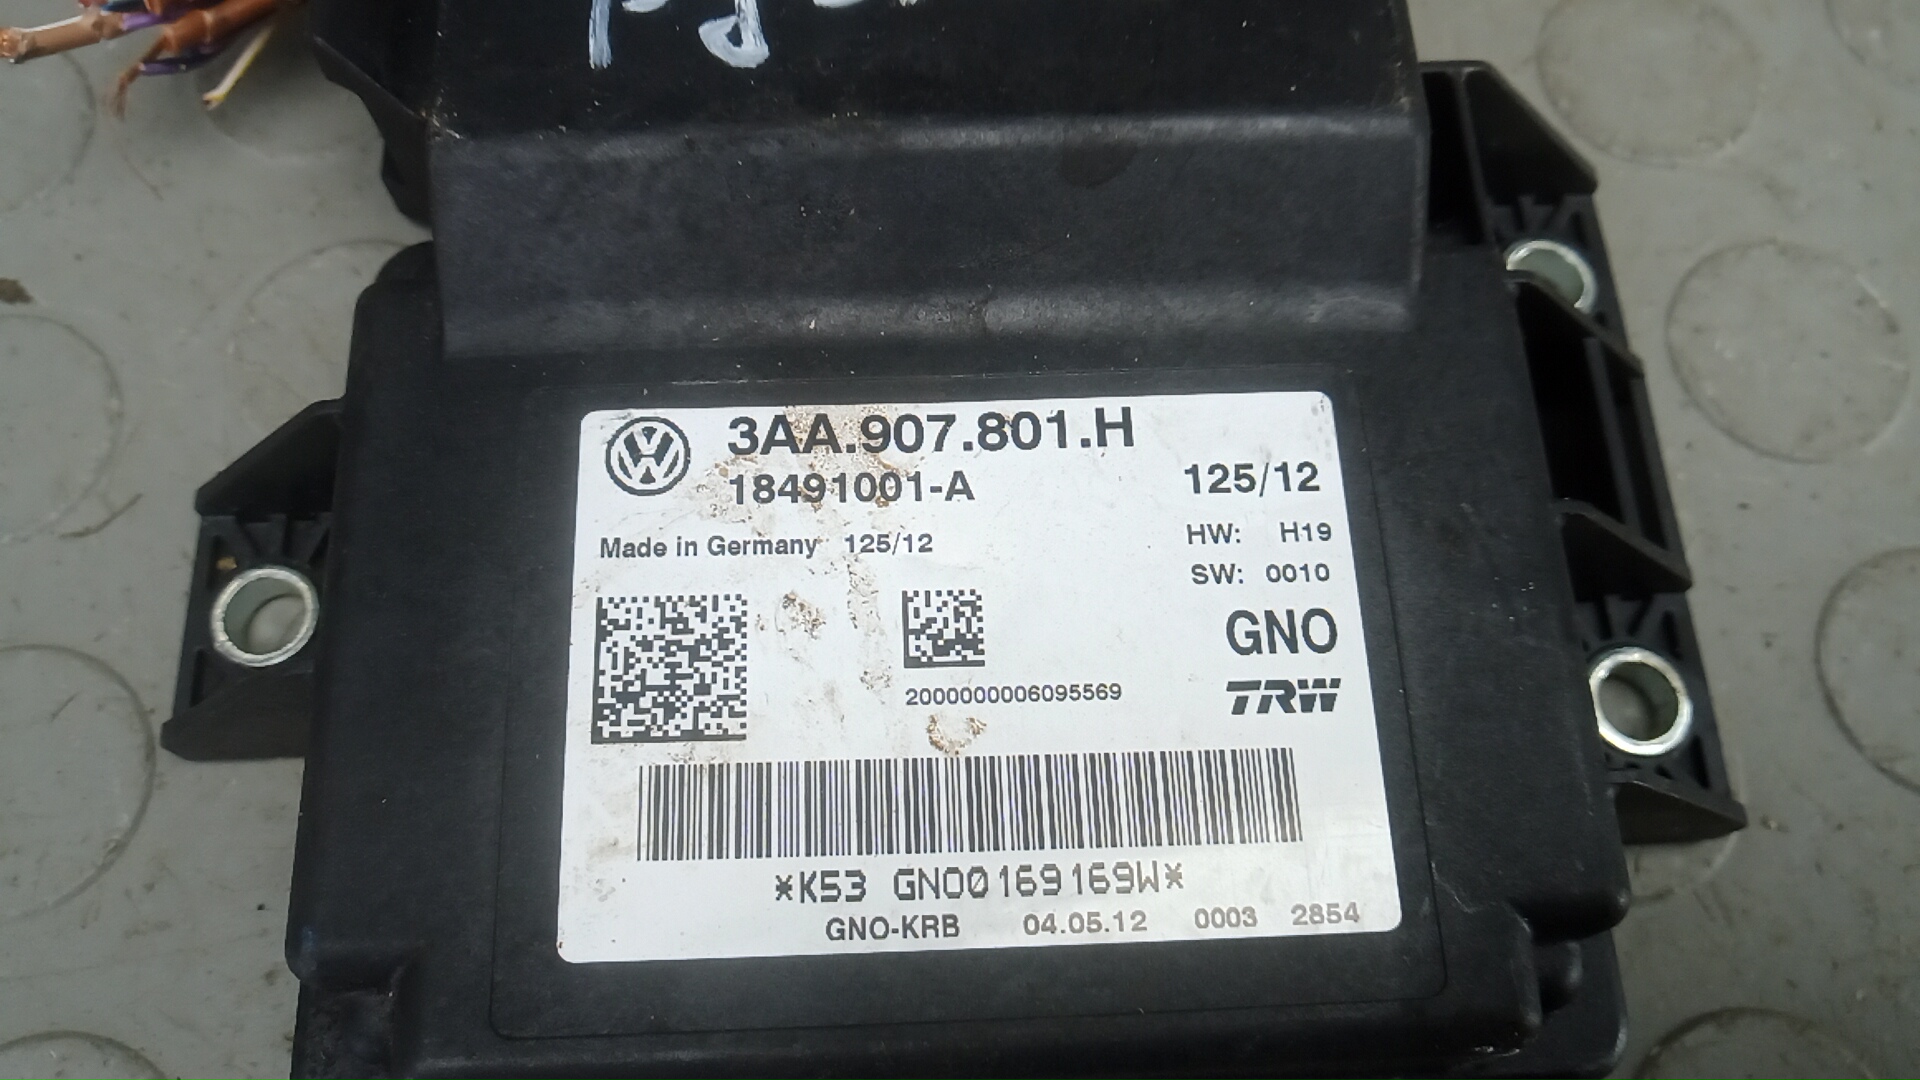 3AA.907.801.H
18491001-A
125/12
Made in Germany 125/12
HW: H19
SW: 0010
GNO
TRW
2000000006095569
*K53 GNO0169169W*
GNO-KRB 04.05.12 0003 2854